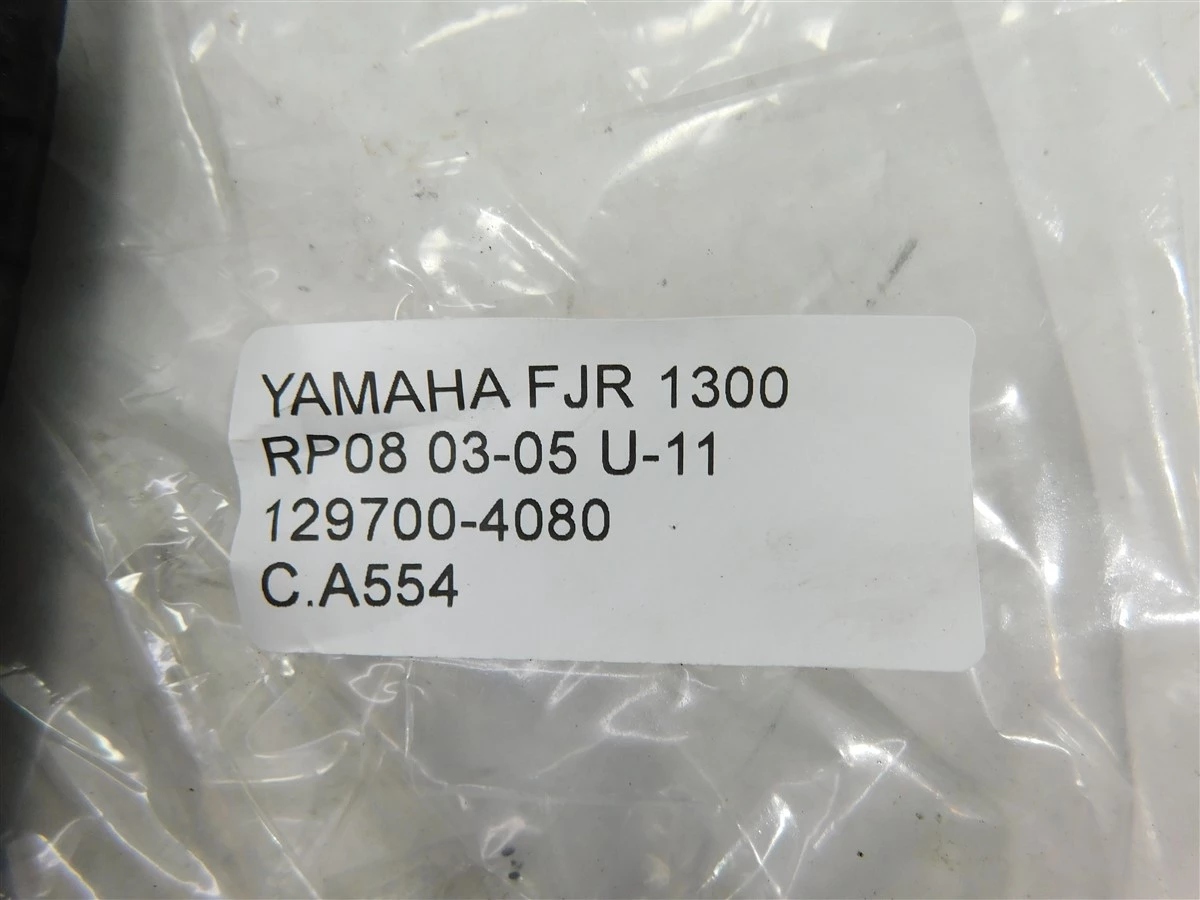 YAMAHA FJR 1300
RP08 03-05 U-11
129700-4080
C.A554